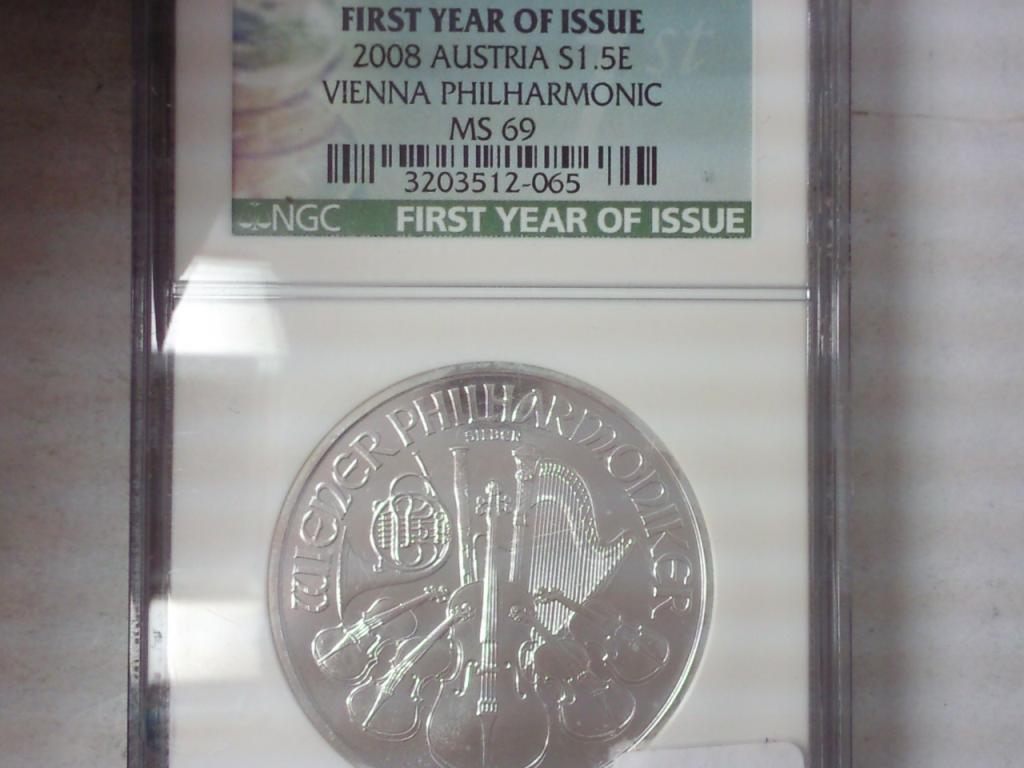 FIRST YEAR OF ISSUE
2008 AUSTRIA S1.5E
VIENNA PHILHARMONIC
MS 69
3203512-065
NGC FIRST YEAR OF ISSUE
WIENER PHILHARMONIKER
SILBER